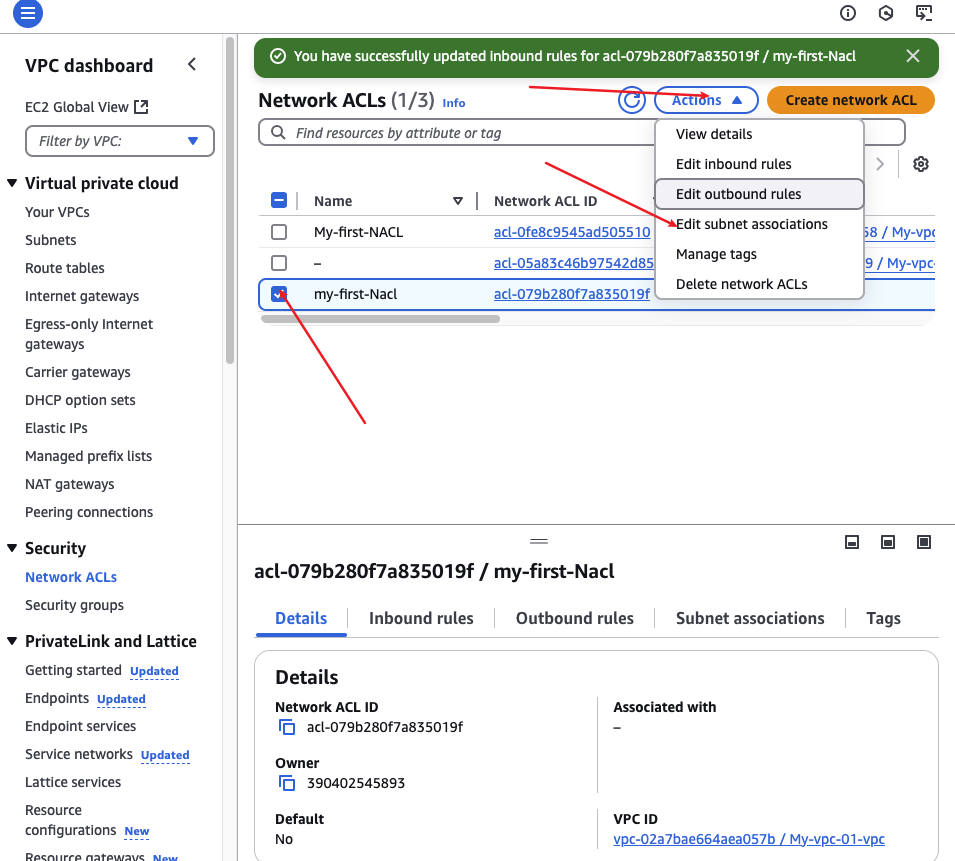 VPC dashboard
EC2 Global View
Filter by VPC:
Virtual private cloud
Your VPCs
Subnets
Route tables
Internet gateways
Egress-only Internet
gateways
Carrier gateways
DHCP option sets
Elastic IPs
Managed prefix lists
NAT gateways
Peering connections
Security
Network ACLs
Security groups
PrivateLink and Lattice
Getting started Updated
Endpoints Updated
Endpoint services
Service networks Updated
Lattice services
Resource
configurations New
Resource gateways New
You have successfully updated inbound rules for acl-079b280f7a835019f / my-first-Nacl
Network ACLs (1/3) Info
Actions
Create network ACL
Find resources by attribute or tag
View details
Edit inbound rules
Edit outbound rules
Edit subnet associations
Manage tags
Delete network ACLs
Name
Network ACL ID
My-first-NACL
acl-0fe8c9545ad505510
58 / My-vpc
–
acl-05a83c46b97542d85
9 / My-vpc-
my-first-Nacl
acl-079b280f7a835019f
acl-079b280f7a835019f / my-first-Nacl
Details
Inbound rules
Outbound rules
Subnet associations
Tags
Details
Network ACL ID
acl-079b280f7a835019f
Associated with
–
Owner
390402545893
Default
No
VPC ID
vpc-02a7bae664aea057b / My-vpc-01-vpc